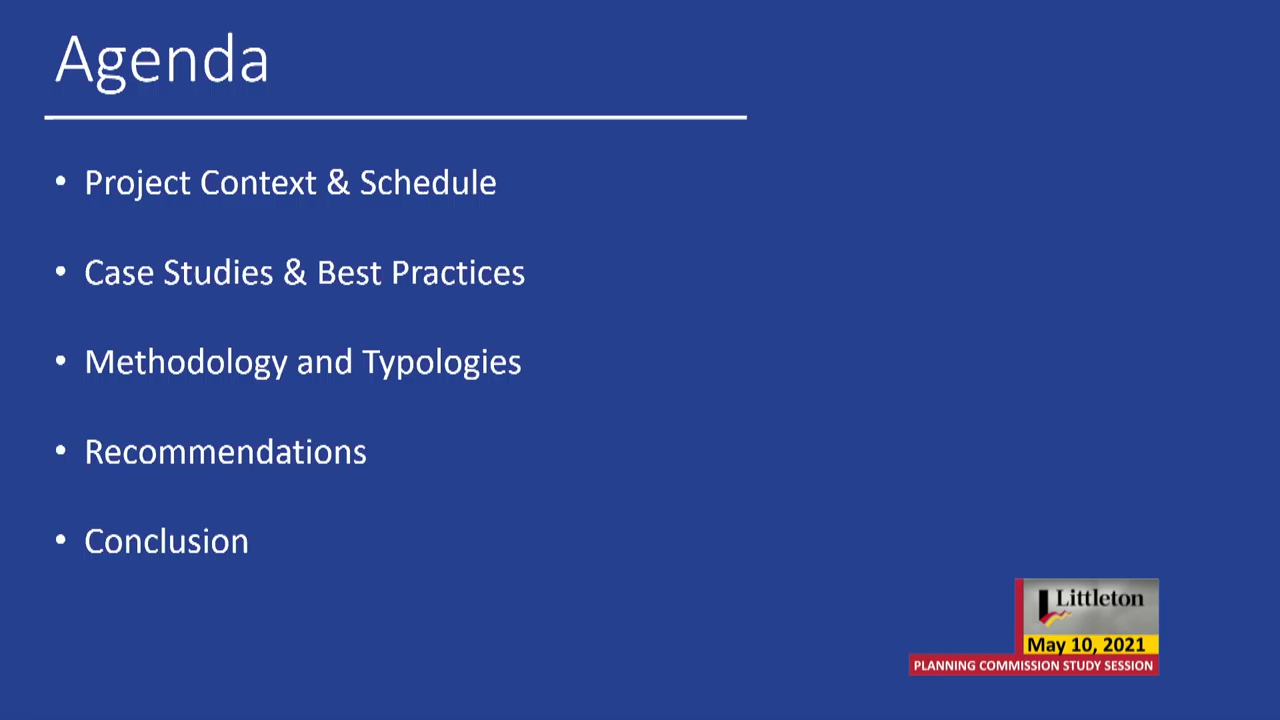 Agenda
• Project Context & Schedule
• Case Studies & Best Practices
• Methodology and Typologies
• Recommendations
• Conclusion
Littleton
May 10, 2021
PLANNING COMMISSION STUDY SESSION